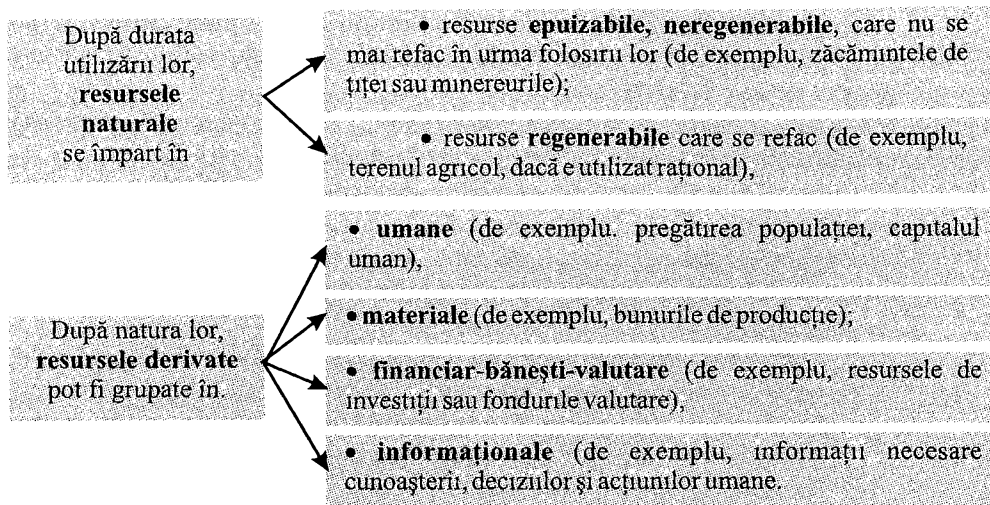 După durata
utilizării lor,
resursele
naturale
se împart în
• resurse epuizabile, neregenerabile, care nu se
mai refac în urma folosirii lor (de exemplu, zăcămintele de
țiței sau minereurile);
• resurse regenerabile care se refac (de exemplu,
terenul agricol, dacă e utilizat rațional),
După natura lor,
resursele derivate
pot fi grupate în.
• umane (de exemplu. pregătirea populației, capitalul
uman),
• materiale (de exemplu, bunurile de producție);
• financiar-bănești-valutare (de exemplu, resursele de
investiții sau fondurile valutare),
• informaționale (de exemplu, informații necesare
cunoașterii, deciziilor și acțiunilor umane.